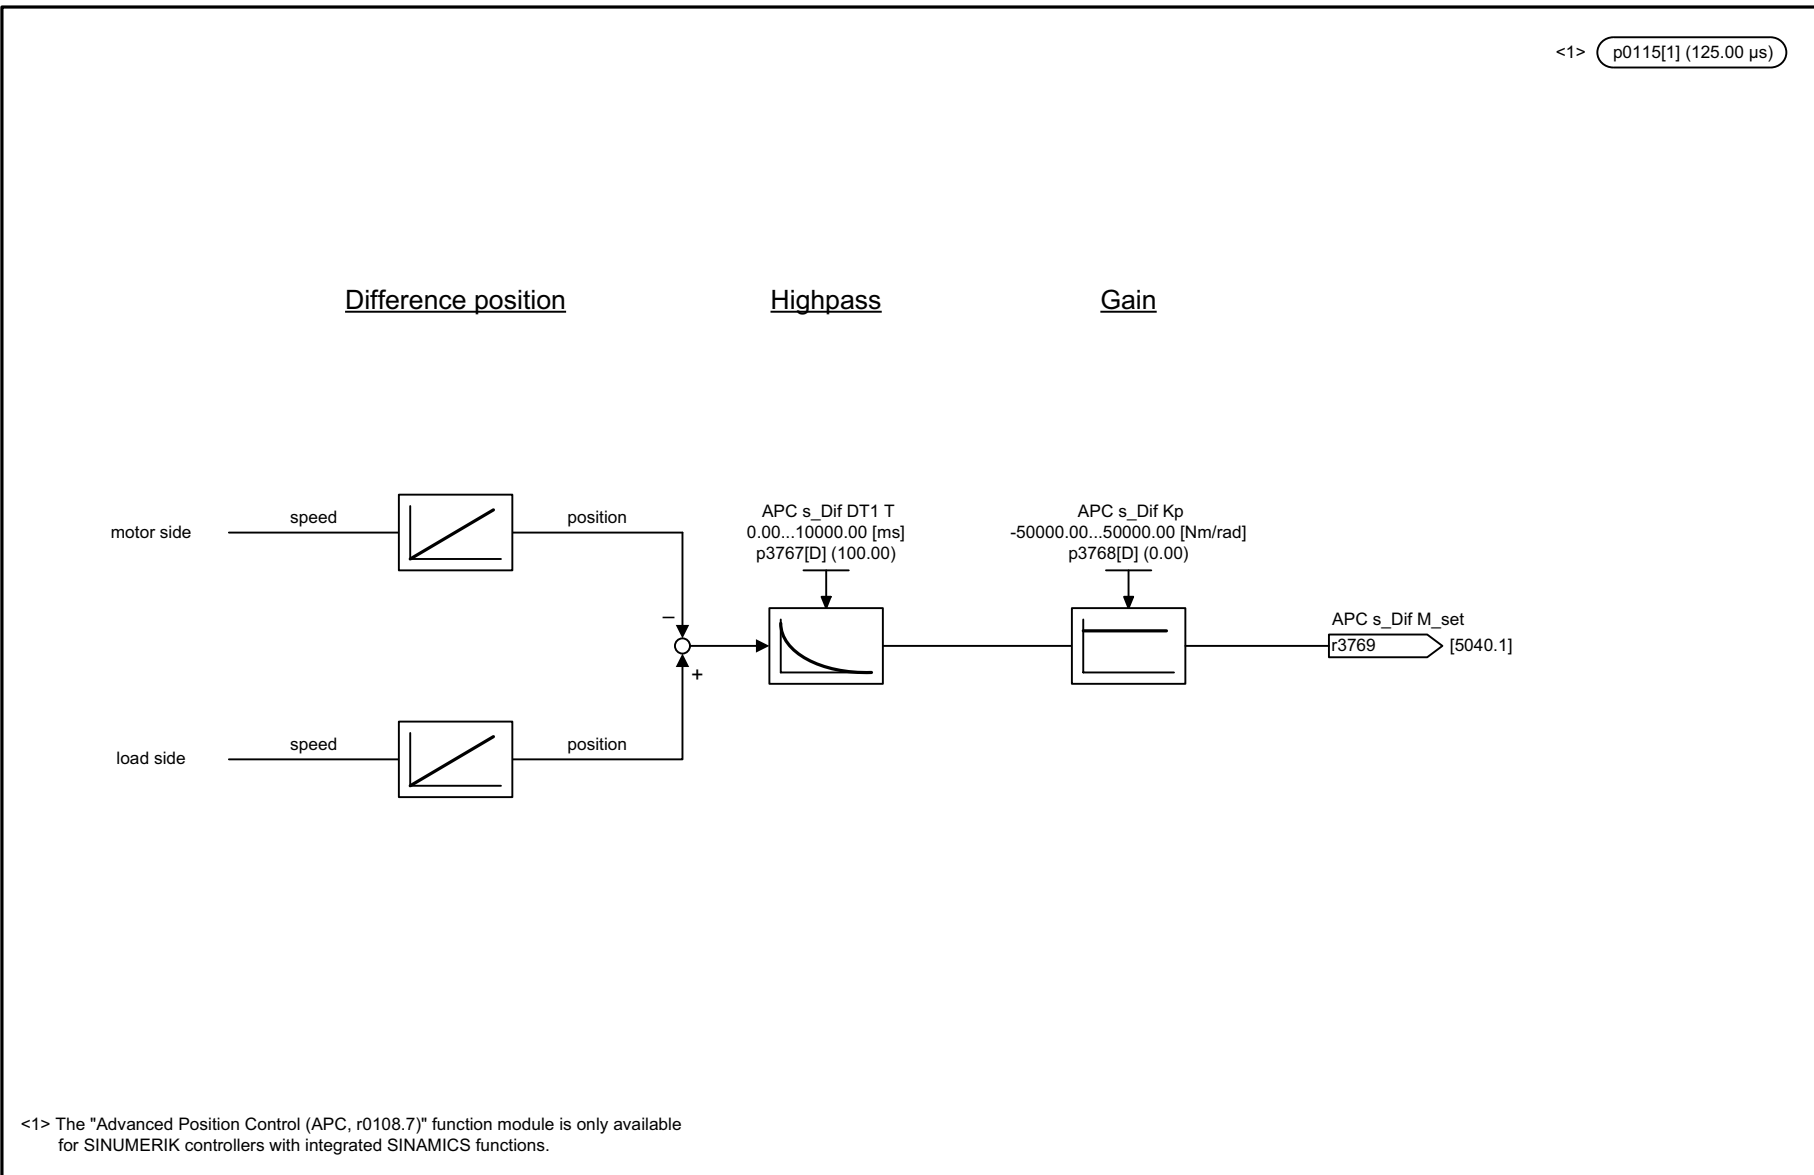 <1> p0115[1] (125.00 µs)
Difference position
Highpass
Gain
motor side
speed
position
APC s_Dif DT1 T
0.00...10000.00 [ms]
p3767[D] (100.00)
APC s_Dif Kp
-50000.00...50000.00 [Nm/rad]
p3768[D] (0.00)
–
+
APC s_Dif M_set
r3769
[5040.1]
load side
speed
position
<1> The "Advanced Position Control (APC, r0108.7)" function module is only available
for SINUMERIK controllers with integrated SINAMICS functions.